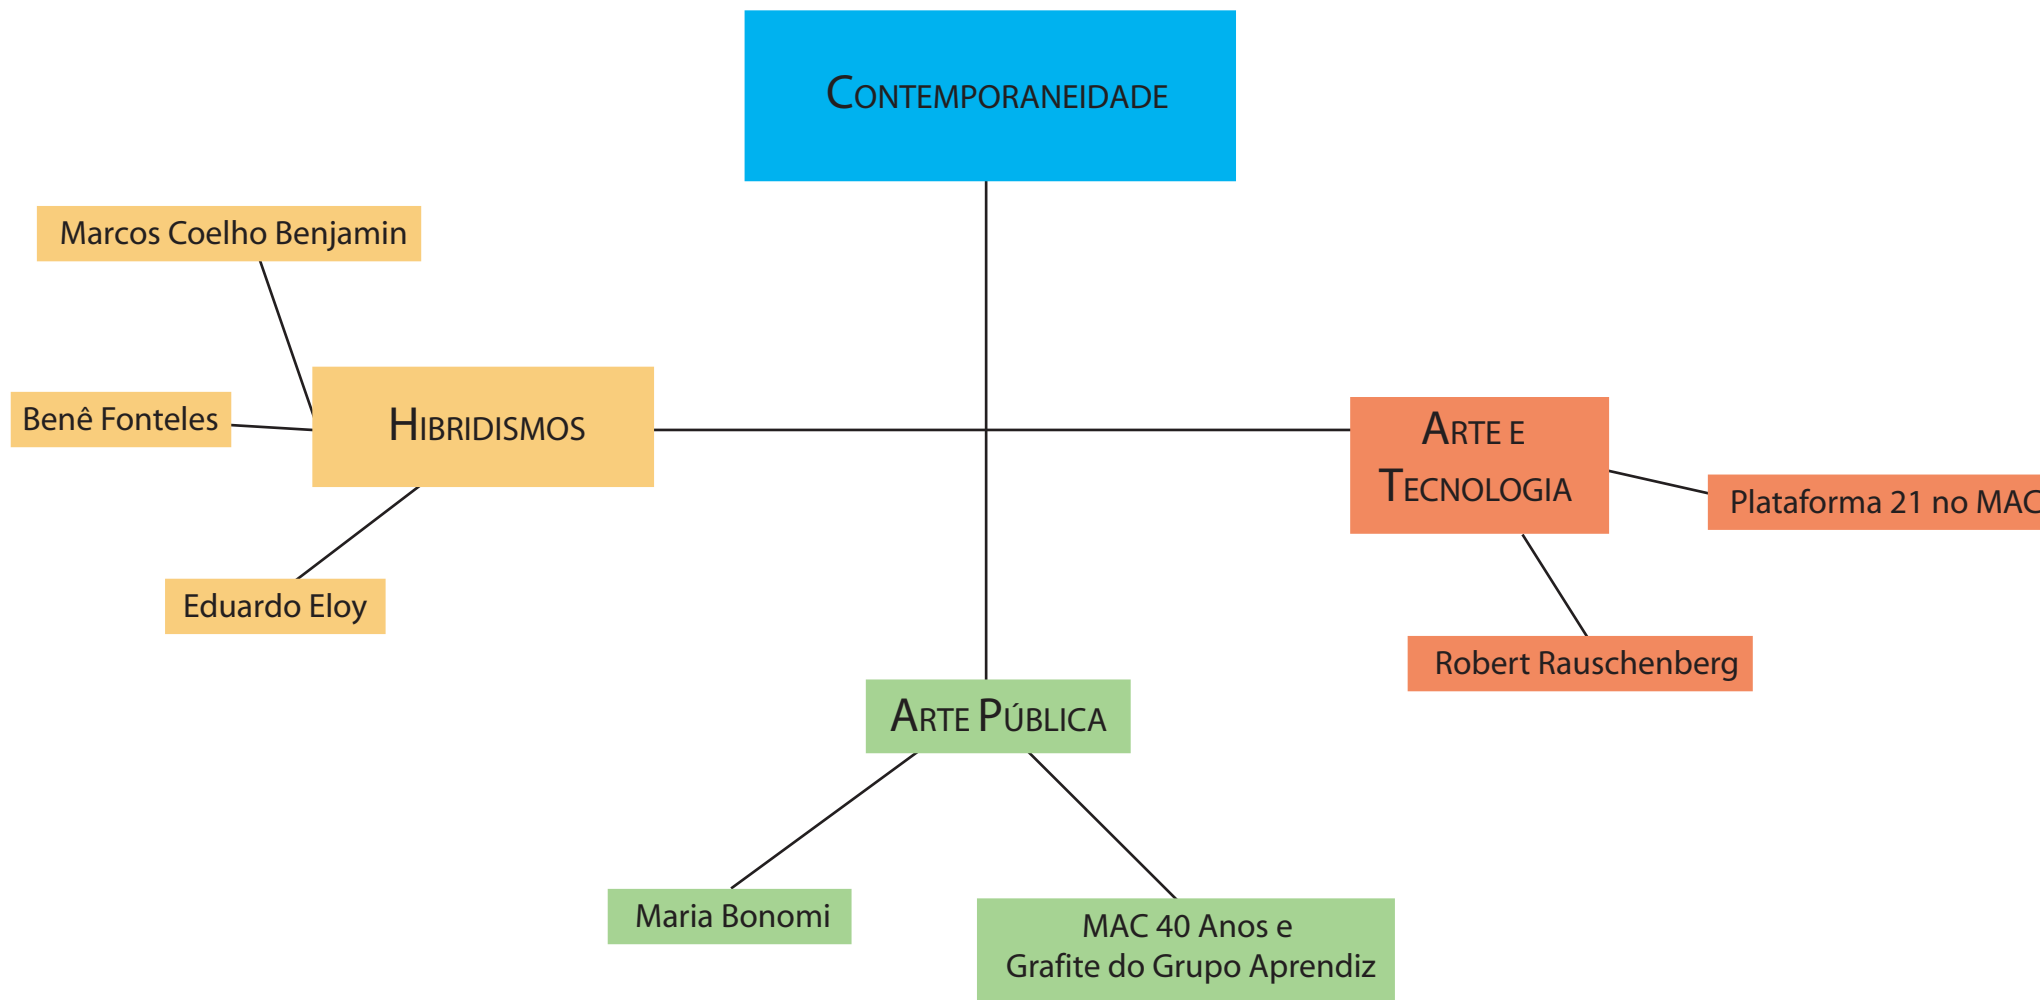 Contemporaneidade
Marcos Coelho Benjamin
Benê Fonteles
Hibridismos
Eduardo Eloy
Arte e
Tecnologia
Plataforma 21 no MAC
Robert Rauschenberg
Arte Pública
Maria Bonomi
MAC 40 Anos e
Grafite do Grupo Aprendiz